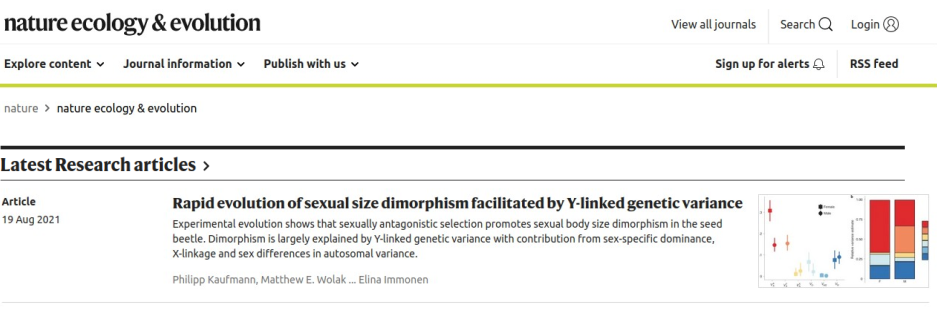 nature ecology & evolution
View all journals
Search
Login
Explore content
Journal information
Publish with us
Sign up for alerts
RSS feed
nature > nature ecology & evolution
Latest Research articles >
Article
19 Aug 2021
Rapid evolution of sexual size dimorphism facilitated by Y-linked genetic variance
Experimental evolution shows that sexually antagonistic selection promotes sexual body size dimorphism in the seed
beetle. Dimorphism is largely explained by Y-linked genetic variance with contribution from sex-specific dominance,
X-linkage and sex differences in autosomal variance.
Philipp Kaufmann, Matthew E. Wolak ... Elina Immonen